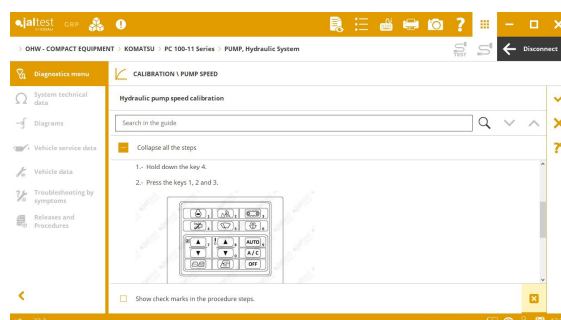 jaltest GRP
> OHW - COMPACT EQUIPMENT > KOMATSU > PC 100-11 Series > PUMP, Hydraulic System
TEST
Disconnect
Diagnostics menu
CALIBRATION \ PUMP SPEED
System technical
data
Hydraulic pump speed calibration
Diagrams
Search in the guide
Vehicle service data
Collapse all the steps
1.- Hold down the key 4.
2.- Press the keys 1, 2 and 3.
Vehicle data
Troubleshooting by
symptoms
Releases and
Procedures
AUTO
A / C
OFF
Show check marks in the procedure steps.